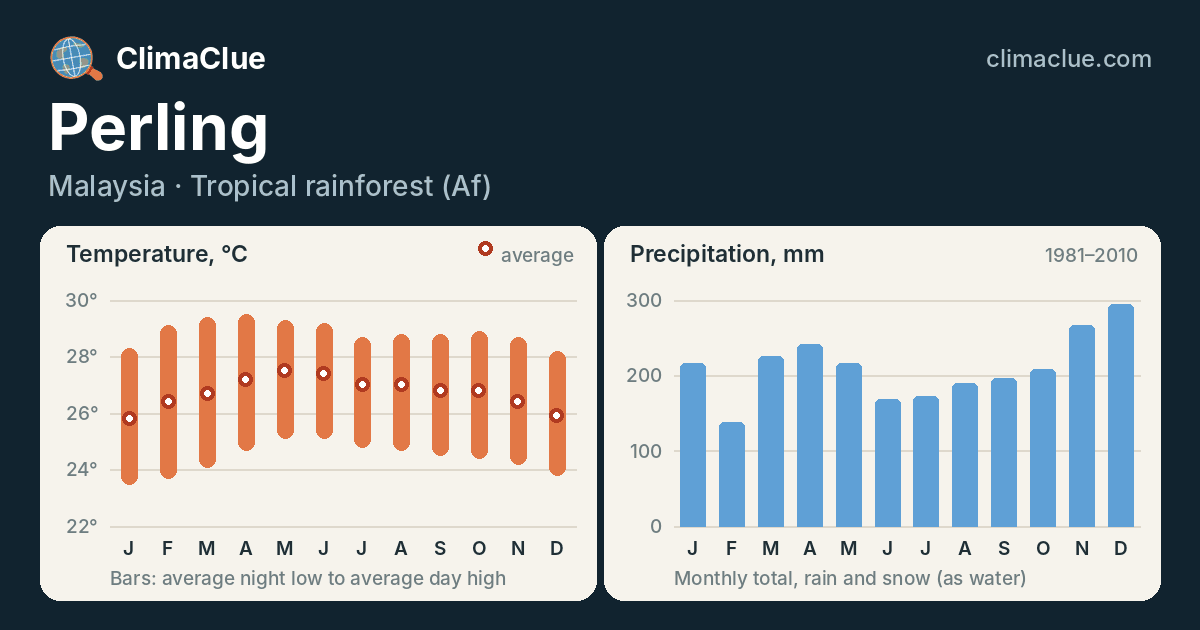 ClimaClue
climaclue.com
Perling
Malaysia · Tropical rainforest (Af)
Temperature, °C
average
30°
28°
26°
24°
22°
J F M A M J J A S O N D
Bars: average night low to average day high
Precipitation, mm
1981–2010
300
200
100
0
J F M A M J J A S O N D
Monthly total, rain and snow (as water)